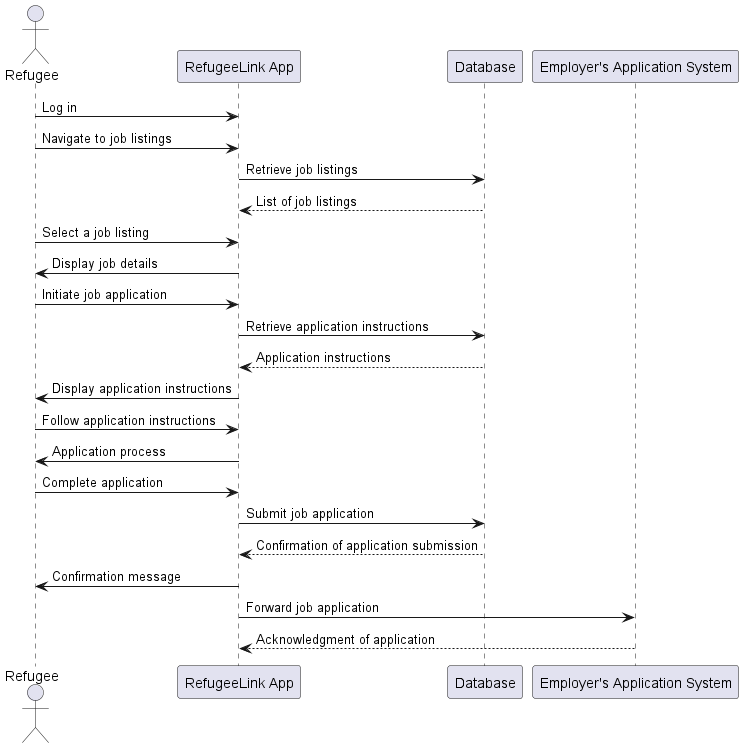 Refugee
RefugeeLink App
Database
Employer's Application System
Log in
Navigate to job listings
Retrieve job listings
List of job listings
Select a job listing
Display job details
Initiate job application
Retrieve application instructions
Application instructions
Display application instructions
Follow application instructions
Application process
Complete application
Submit job application
Confirmation of application submission
Confirmation message
Forward job application
Acknowledgment of application
Refugee
RefugeeLink App
Database
Employer's Application System